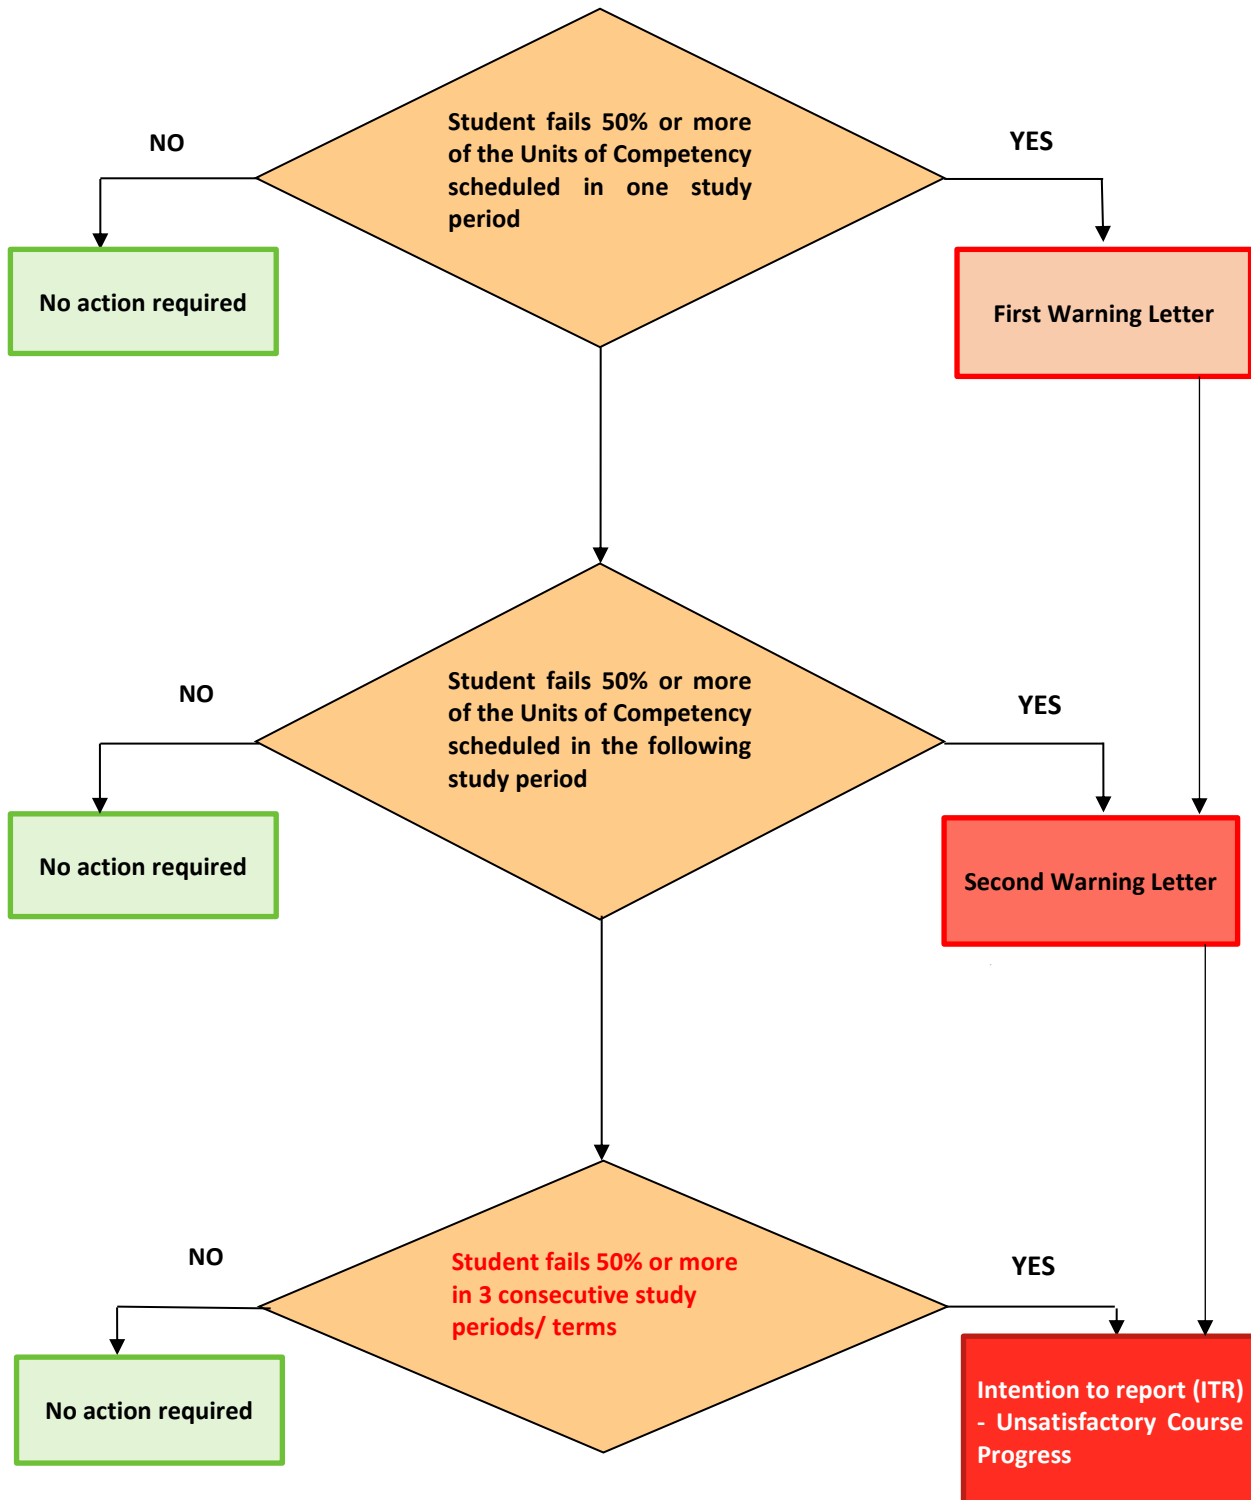 Student fails 50% or more
of the Units of Competency
scheduled in one study
period
NO
YES
No action required
First Warning Letter
Student fails 50% or more
of the Units of Competency
scheduled in the following
study period
NO
YES
No action required
Second Warning Letter
Student fails 50% or more
in 3 consecutive study
periods/ terms
NO
YES
No action required
Intention to report (ITR)
- Unsatisfactory Course
Progress